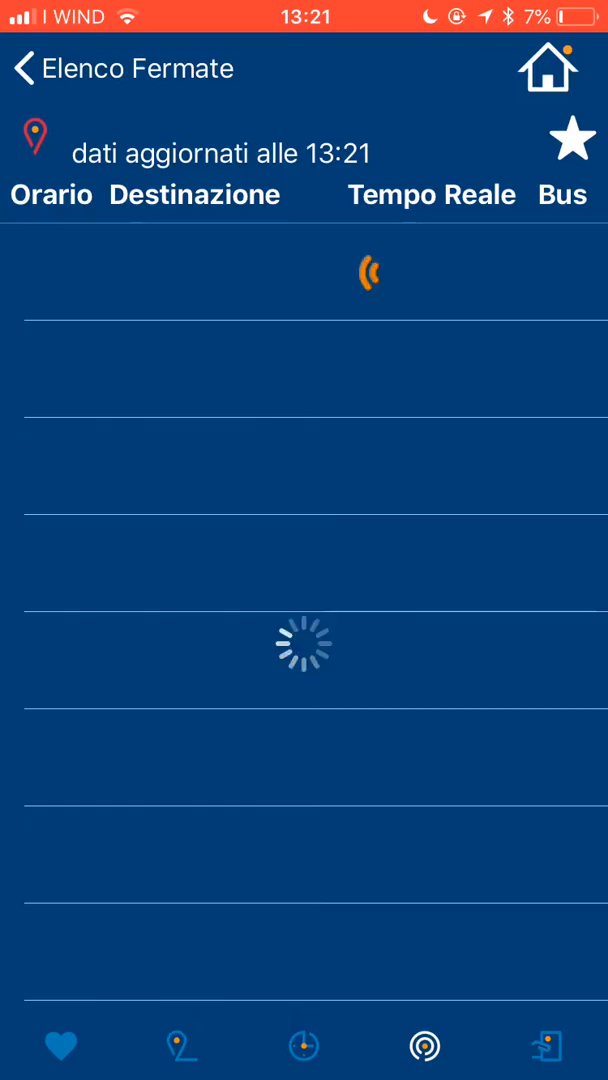 I WIND 13:21 7%
Elenco Fermate
dati aggiornati alle 13:21
Orario Destinazione Tempo Reale Bus